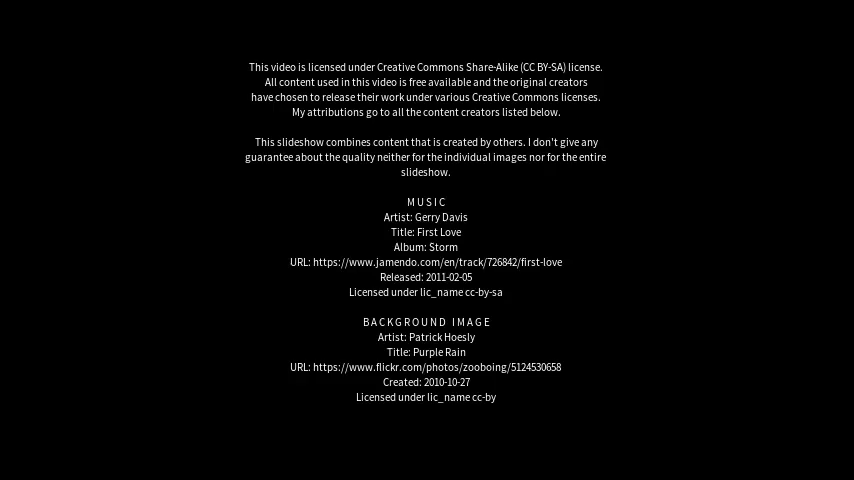 This video is licensed under Creative Commons Share-Alike (CC BY-SA) license.
All content used in this video is free available and the original creators
have chosen to release their work under various Creative Commons licenses.
My attributions go to all the content creators listed below.
This slideshow combines content that is created by others. I don't give any
guarantee about the quality neither for the individual images nor for the entire
slideshow.
MUSIC
Artist: Gerry Davis
Title: First Love
Album: Storm
URL: https://www.jamendo.com/en/track/726842/first-love
Released: 2011-02-05
Licensed under lic_name cc-by-sa
BACKGROUND IMAGE
Artist: Patrick Hoesly
Title: Purple Rain
URL: https://www.flickr.com/photos/zooboing/5124530658
Created: 2010-10-27
Licensed under lic_name cc-by